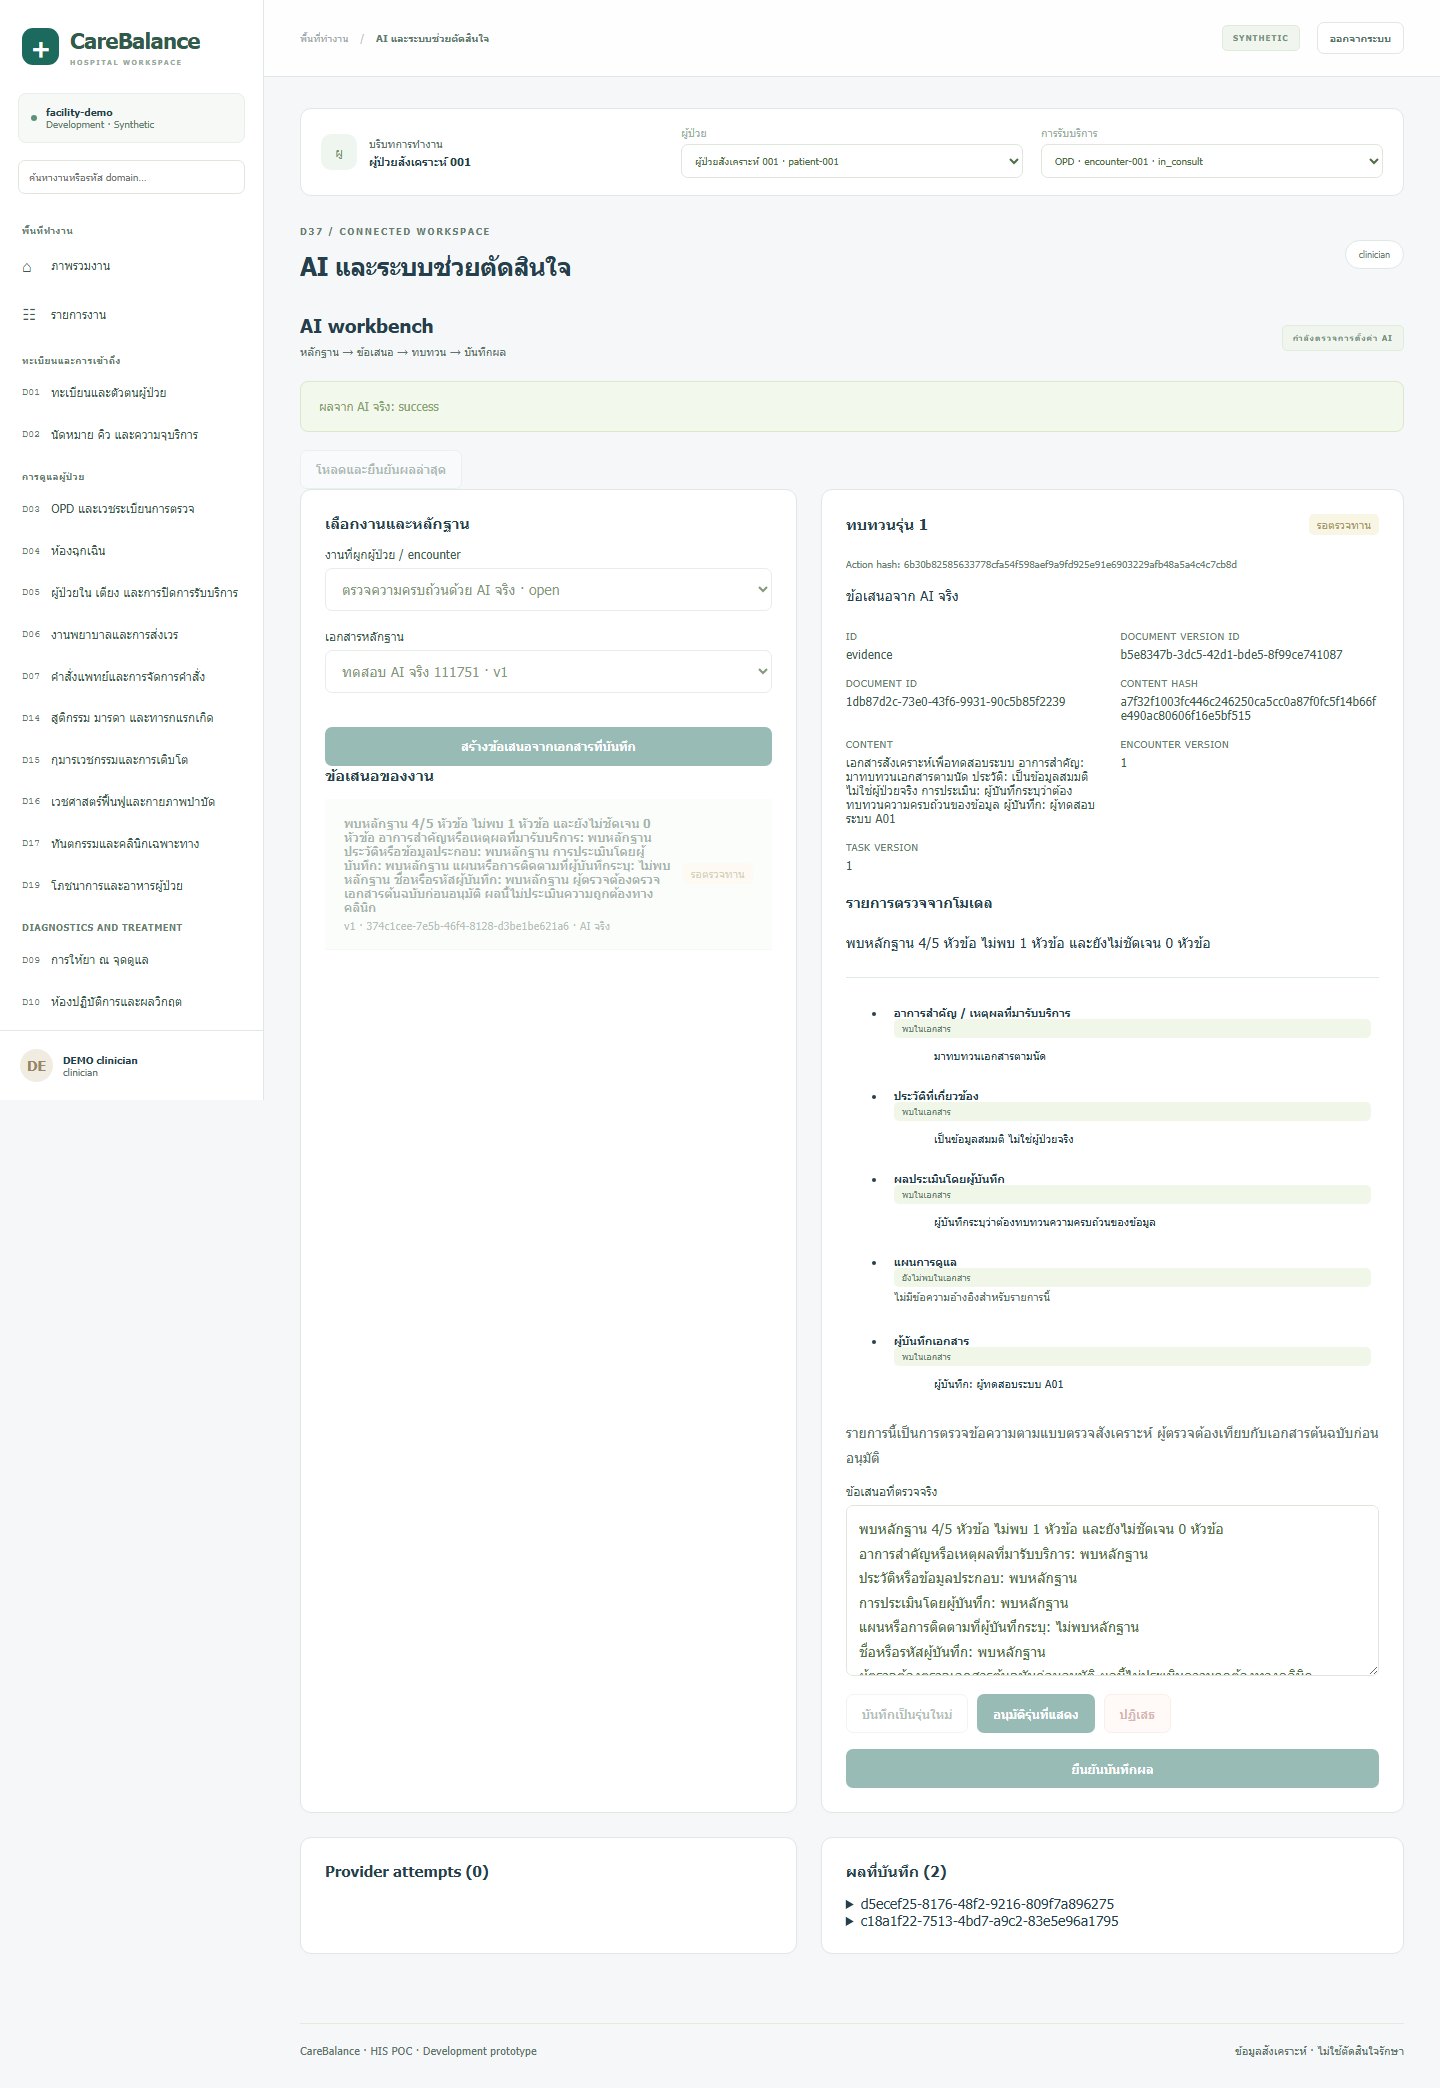 CareBalance
HOSPITAL WORKSPACE
facility-demo
Development · Synthetic
ค้นหางานหรือรหัส domain...
พื้นที่ทำงาน
ภาพรวมงาน
รายการงาน
ทะเบียนและการเข้าถึง
D01 ทะเบียนและตัวตนผู้ป่วย
D02 นัดหมาย คิว และความจุบริการ
การดูแลผู้ป่วย
D03 OPD และเวชระเบียนการตรวจ
D04 ห้องฉุกเฉิน
D05 ผู้ป่วยใน เตียง และการปิดการรับบริการ
D06 งานพยาบาลและการส่งเวร
D07 คำสั่งแพทย์และการจัดการคำสั่ง
D14 สูติกรรม มารดา และทารกแรกเกิด
D15 กุมารเวชกรรมและการเติบโต
D16 เวชศาสตร์ฟื้นฟูและกายภาพบำบัด
D17 ทันตกรรมและคลินิกเฉพาะทาง
D19 โภชนาการและอาหารผู้ป่วย
DIAGNOSTICS AND TREATMENT
D09 การให้ยา ณ จุดดูแล
D10 ห้องปฏิบัติการและผลวิกฤต
DE
DEMO clinician
clinician
พื้นที่ทำงาน / AI และระบบช่วยตัดสินใจ
SYNTHETIC
ออกจากระบบ
ผู
บริบทการทำงาน
ผู้ป่วยสังเคราะห์ 001
ผู้ป่วย
ผู้ป่วยสังเคราะห์ 001 · patient-001
การรับบริการ
OPD · encounter-001 · in_consult
D37 / CONNECTED WORKSPACE
AI และระบบช่วยตัดสินใจ
clinician
AI workbench
หลักฐาน → ข้อเสนอ → ทบทวน → บันทึกผล
กำลังตรวจการตั้งค่า AI
ผลจาก AI จริง: success
โหลดและยืนยันผลล่าสุด
เลือกงานและหลักฐาน
งานที่ผูกผู้ป่วย / encounter
ตรวจความครบถ้วนด้วย AI จริง · open
เอกสารหลักฐาน
ทดสอบ AI จริง 111751 · v1
สร้างข้อเสนอจากเอกสารที่บันทึก
ข้อเสนอของงาน
พบหลักฐาน 4/5 หัวข้อ ไม่พบ 1 หัวข้อ และยังไม่ชัดเจน 0
หัวข้อ อาการสำคัญหรือเหตุผลที่มารับบริการ: พบหลักฐาน
ประวัติหรือข้อมูลประกอบ: พบหลักฐาน การประเมินโดยผู้
บันทึก: พบหลักฐาน แผนหรือการติดตามที่ผู้บันทึกระบุ: ไม่พบ
หลักฐาน ชื่อหรือรหัสผู้บันทึก: พบหลักฐาน ผู้ตรวจต้องตรวจ
เอกสารต้นฉบับก่อนอนุมัติ ผลนี้ไม่ประเมินความถูกต้องทาง
คลินิก
รอตรวจทาน
v1 · 374c1cee-7e5b-46f4-8128-d3be1be621a6 · AI จริง
ทบทวนรุ่น 1
รอตรวจทาน
Action hash: 6b30b82585633778cfa54f598aef9a9fd925e91e6903229afb48a5a4c4c7cb8d
ข้อเสนอจาก AI จริง
ID
evidence
DOCUMENT VERSION ID
b5e8347b-3dc5-42d1-bde5-8f99ce741087
DOCUMENT ID
1db87d2c-73e0-43f6-9931-90c5b85f2239
CONTENT HASH
a7f32f1003fc446c246250ca5cc0a87f0fc5f14b66f
e490ac80606f16e5bf515
CONTENT
เอกสารสังเคราะห์เพื่อทดสอบระบบ อาการสำคัญ:
มาทบทวนเอกสารตามนัด ประวัติ: เป็นข้อมูลสมมติ
ไม่ใช่ผู้ป่วยจริง การประเมิน: ผู้บันทึกระบุว่าต้อง
ทบทวนความครบถ้วนของข้อมูล ผู้บันทึก: ผู้ทดสอบ
ระบบ A01
ENCOUNTER VERSION
1
TASK VERSION
1
รายการตรวจจากโมเดล
พบหลักฐาน 4/5 หัวข้อ ไม่พบ 1 หัวข้อ และยังไม่ชัดเจน 0 หัวข้อ
• อาการสำคัญ / เหตุผลที่มารับบริการ
พบในเอกสาร
มาทบทวนเอกสารตามนัด
• ประวัติที่เกี่ยวข้อง
พบในเอกสาร
เป็นข้อมูลสมมติ ไม่ใช่ผู้ป่วยจริง
• ผลประเมินโดยผู้บันทึก
พบในเอกสาร
ผู้บันทึกระบุว่าต้องทบทวนความครบถ้วนของข้อมูล
• แผนการดูแล
ยังไม่พบในเอกสาร
ไม่มีข้อความอ้างอิงสำหรับรายการนี้
• ผู้บันทึกเอกสาร
พบในเอกสาร
ผู้บันทึก: ผู้ทดสอบระบบ A01
รายการนี้เป็นการตรวจข้อความตามแบบตรวจสังเคราะห์ ผู้ตรวจต้องเทียบกับเอกสารต้นฉบับก่อน
อนุมัติ
ข้อเสนอที่ตรวจจริง
พบหลักฐาน 4/5 หัวข้อ ไม่พบ 1 หัวข้อ และยังไม่ชัดเจน 0 หัวข้อ
อาการสำคัญหรือเหตุผลที่มารับบริการ: พบหลักฐาน
ประวัติหรือข้อมูลประกอบ: พบหลักฐาน
การประเมินโดยผู้บันทึก: พบหลักฐาน
แผนหรือการติดตามที่ผู้บันทึกระบุ: ไม่พบหลักฐาน
ชื่อหรือรหัสผู้บันทึก: พบหลักฐาน
ผู้ตรวจต้องตรวจเอกสารต้นฉบับก่อนอนุมัติ ผลนี้ไม่ประเมินความถูกต้องทางคลินิก
บันทึกเป็นรุ่นใหม่
อนุมัติรุ่นที่แสดง
ปฏิเสธ
ยืนยันบันทึกผล
Provider attempts (0)
ผลที่บันทึก (2)
▶ d5ecef25-8176-48f2-9216-809f7a896275
▶ c18a1f22-7513-4bd7-a9c2-83e5e96a1795
CareBalance · HIS POC · Development prototype
ข้อมูลสังเคราะห์ · ไม่ใช้ตัดสินใจรักษา